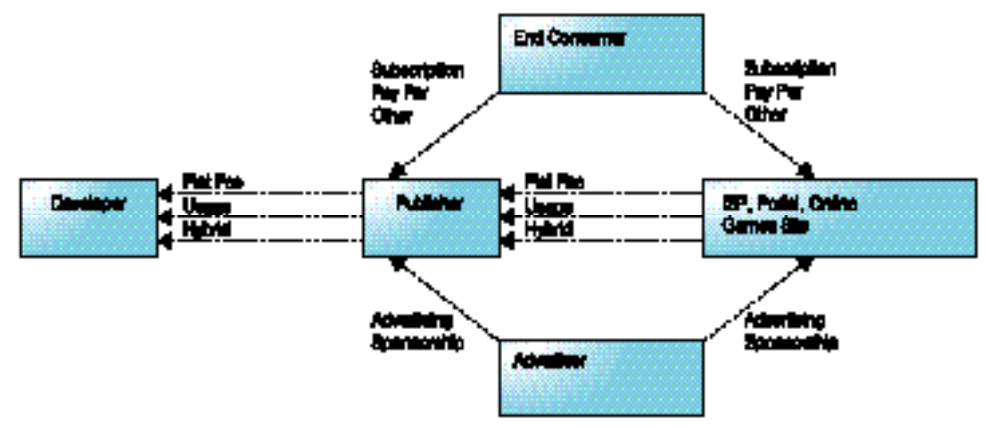 End Consumer
Subscription
Pay Per
Other
Subscription
Pay Per
Other
Developer
Flat Fee
Usage
Hybrid
Publisher
Flat Fee
Usage
Hybrid
ISP, Portal, Online
Games Site
Advertising
Sponsorship
Advertiser
Advertising
Sponsorship